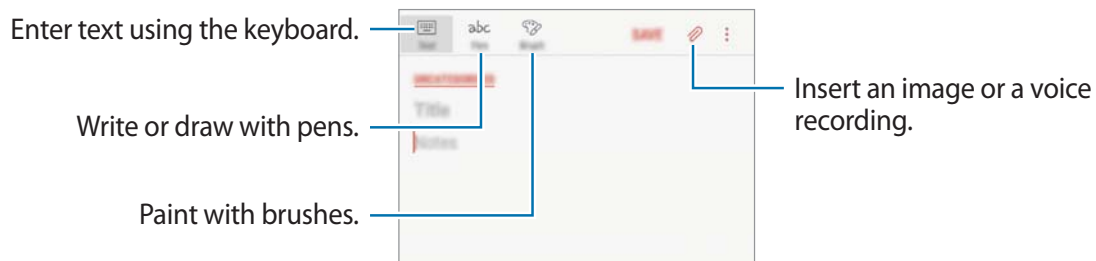 Enter text using the keyboard.
abc
SAVE
Insert an image or a voice
recording.
Title
Write or draw with pens.
Notes
Paint with brushes.